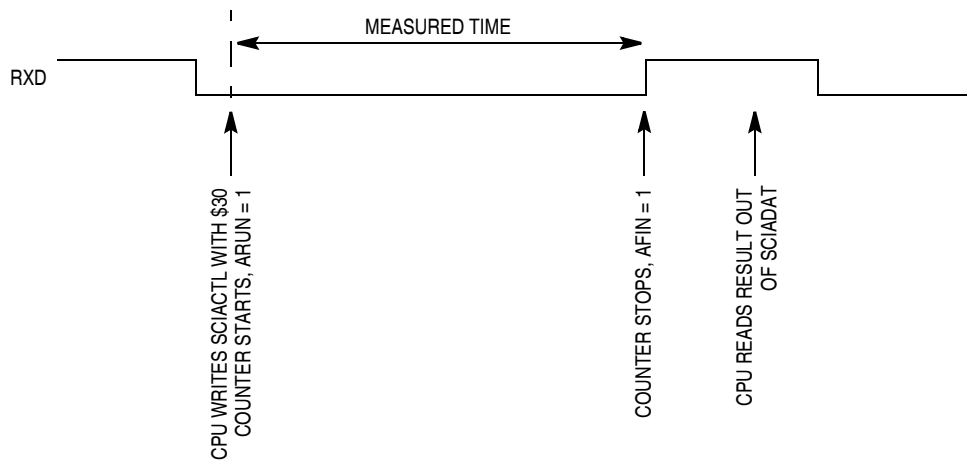 MEASURED TIME
RXD
CPU WRITES SCIACTL WITH $30
COUNTER STARTS, ARUN = 1
COUNTER STOPS, AFIN = 1
CPU READS RESULT OUT
OF SCIADAT